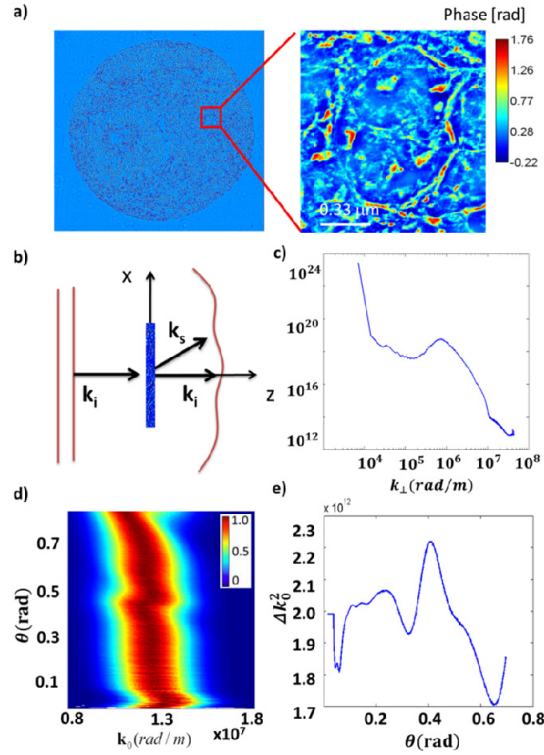 a)
Phase [rad]
1.76
1.26
0.77
0.28
-0.22
0.33 μm
b)
X
k_s
k_i
k_i
Z
c)
10^24
10^20
10^16
10^12
10^4 10^5 10^6 10^7 10^8
k_⊥(rad/m)
d)
1.0
0.5
0
0.7
0.5
0.3
0.1
θ(rad)
0.8 1.3 1.8
×10^7
k_0(rad / m)
e)
x 10^12
2.3
2.2
2.1
2.0
1.9
1.8
1.7
Δk_0^2
0 0.2 0.4 0.6 0.8
θ(rad)